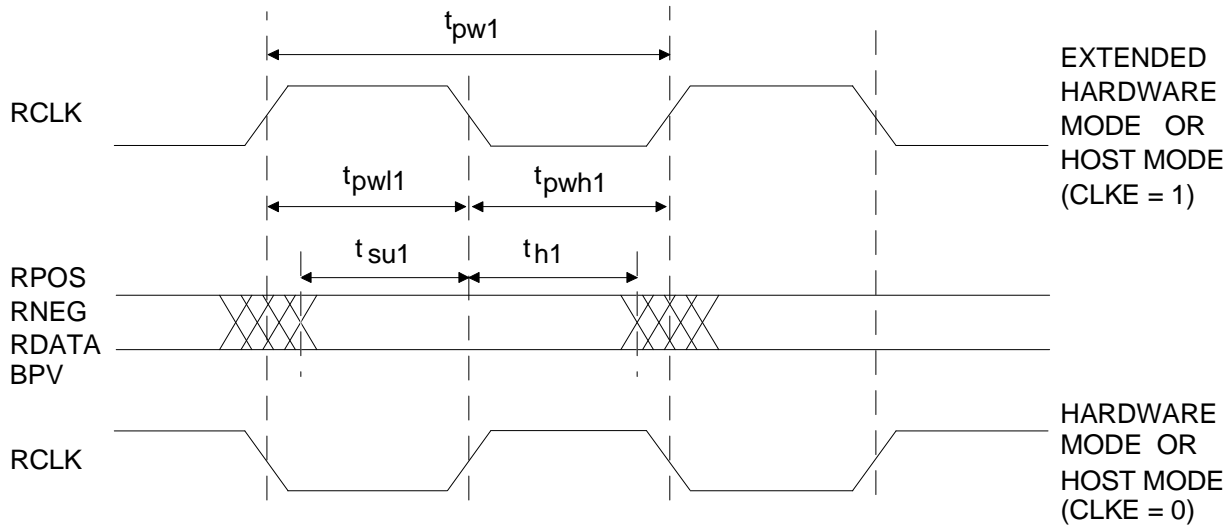 tpw1
RCLK
EXTENDED
HARDWARE
MODE OR
HOST MODE
(CLKE = 1)
tpwl1
tpwh1
tsu1
th1
RPOS
RNEG
RDATA
BPV
RCLK
HARDWARE
MODE OR
HOST MODE
(CLKE = 0)